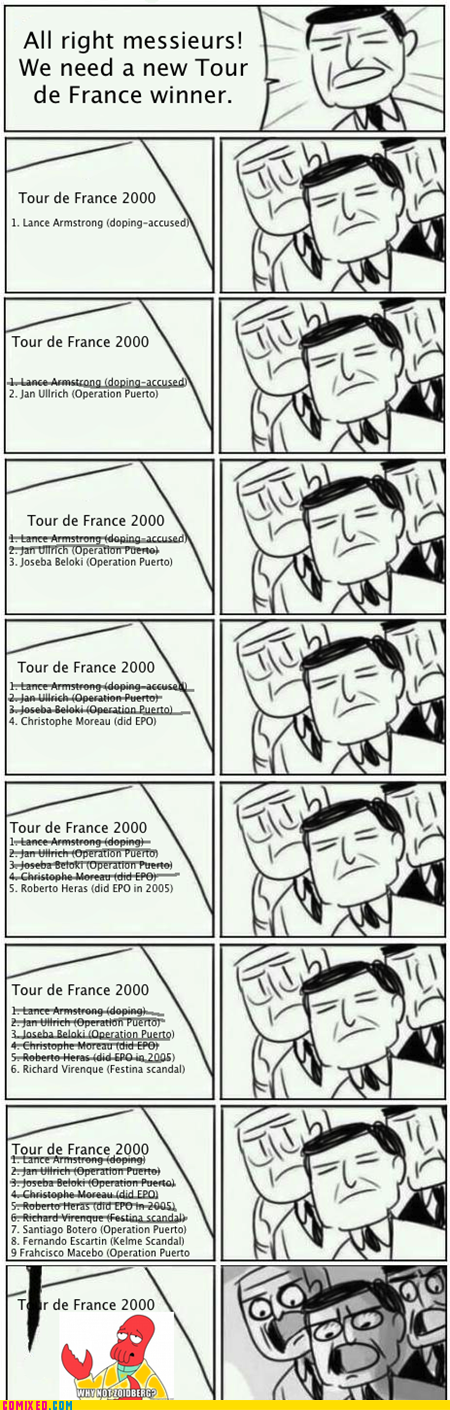 All right messieurs!
We need a new Tour
de France winner.
Tour de France 2000
1. Lance Armstrong (doping-accused)
Tour de France 2000
1. Lance Armstrong (doping-accused)
2. Jan Ullrich (Operation Puerto)
Tour de France 2000
1. Lance Armstrong (doping-accused)
2. Jan Ullrich (Operation Puerto)
3. Joseba Beloki (Operation Puerto)
Tour de France 2000
1. Lance Armstrong (doping-accused)
2. Jan Ullrich (Operation Puerto)
3. Joseba Beloki (Operation Puerto)
4. Christophe Moreau (did EPO)
Tour de France 2000
1. Lance Armstrong (doping)
2. Jan Ullrich (Operation Puerto)
3. Joseba Beloki (Operation Puerto)
4. Christophe Moreau (did EPO)
5. Roberto Heras (did EPO in 2005)
Tour de France 2000
1. Lance Armstrong (doping)
2. Jan Ullrich (Operation Puerto)
3. Joseba Beloki (Operation Puerto)
4. Christophe Moreau (did EPO)
5. Roberto Heras (did EPO in 2005)
6. Richard Virenque (Festina scandal)
Tour de France 2000
1. Lance Armstrong (doping)
2. Jan Ullrich (Operation Puerto)
3. Joseba Beloki (Operation Puerto)
4. Christophe Moreau (did EPO)
5. Roberto Heras (did EPO in 2005)
6. Richard Virenque (Festina scandal)
7. Santiago Botero (Operation Puerto)
8. Fernando Escartin (Kelme Scandal)
9 Frahcisco Macebo (Operation Puerto
Tour de France 2000
WHY NOT ZOIDBERG?
COMIXED.COM